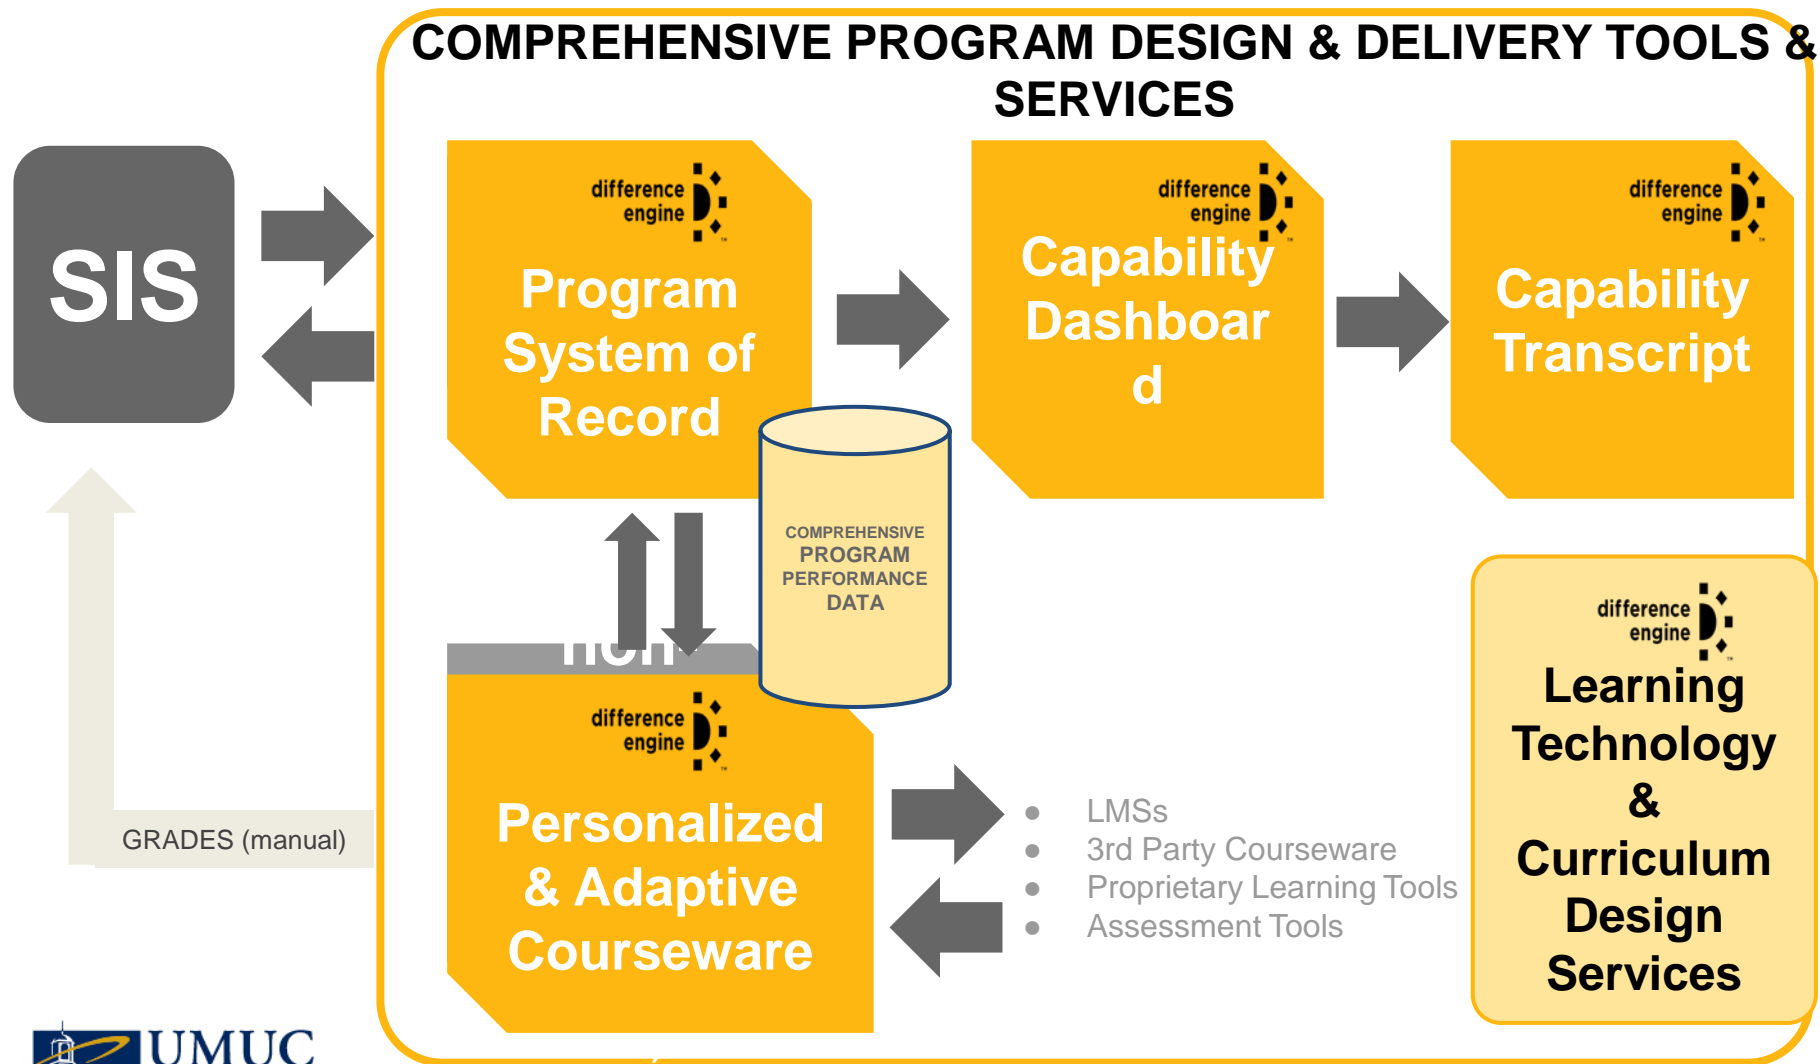 COMPREHENSIVE PROGRAM DESIGN & DELIVERY TOOLS &
SERVICES
SIS
difference
engine
Program
System of
Record
difference
engine
Capability
Dashboar
d
difference
engine
Capability
Transcript
COMPREHENSIVE
PROGRAM
PERFORMANCE
DATA
non-
difference
engine
Personalized
& Adaptive
Courseware
GRADES (manual)
● LMSs
● 3rd Party Courseware
● Proprietary Learning Tools
● Assessment Tools
difference
engine
Learning
Technology
&
Curriculum
Design
Services
UMUC